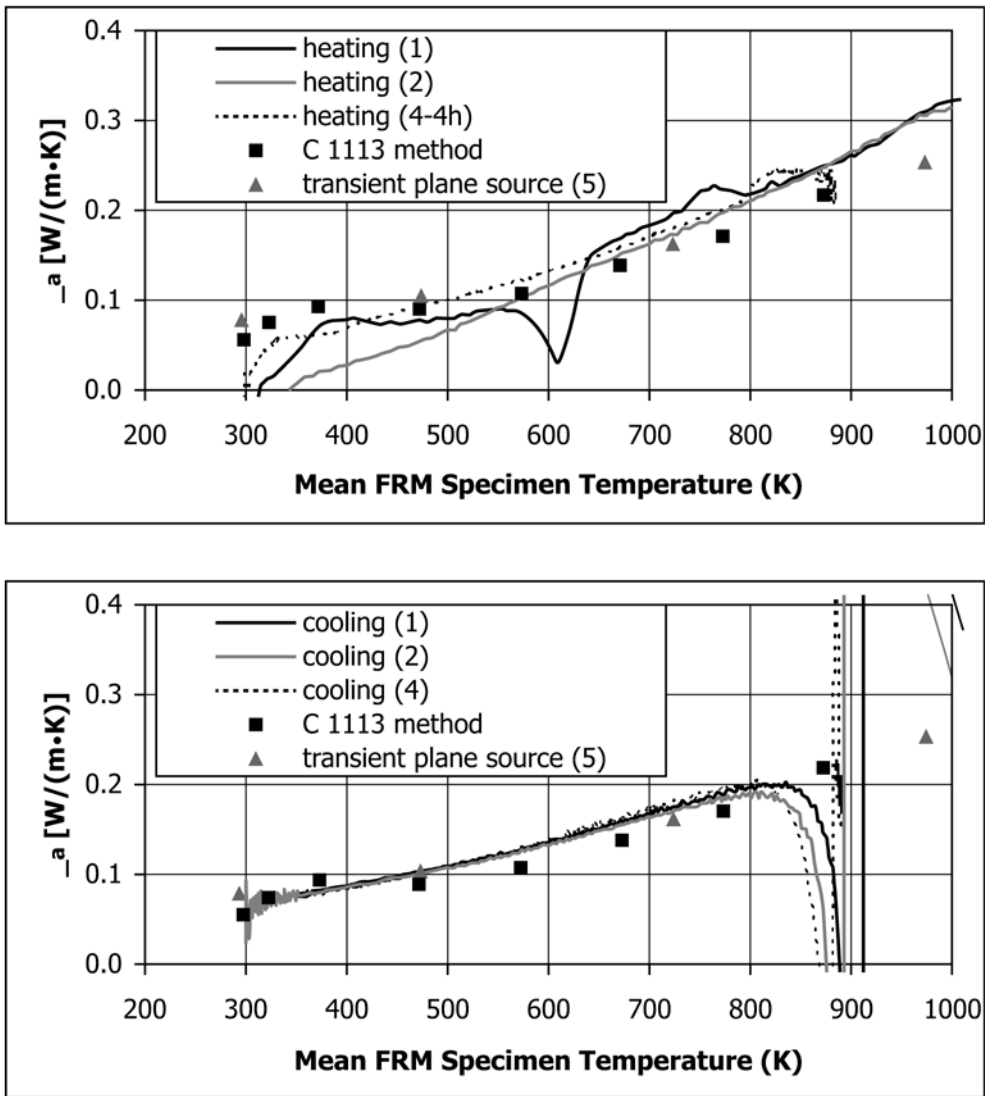 0.4
heating (1)
heating (2)
0.3
heating (4-4h)
C 1113 method
transient plane source (5)
0.2
_a [W/(m•K)]
0.1
0.0
200 300 400 500 600 700 800 900 1000
Mean FRM Specimen Temperature (K)
0.4
cooling (1)
cooling (2)
0.3
cooling (4)
C 1113 method
transient plane source (5)
0.2
_a [W/(m•K)]
0.1
0.0
200 300 400 500 600 700 800 900 1000
Mean FRM Specimen Temperature (K)